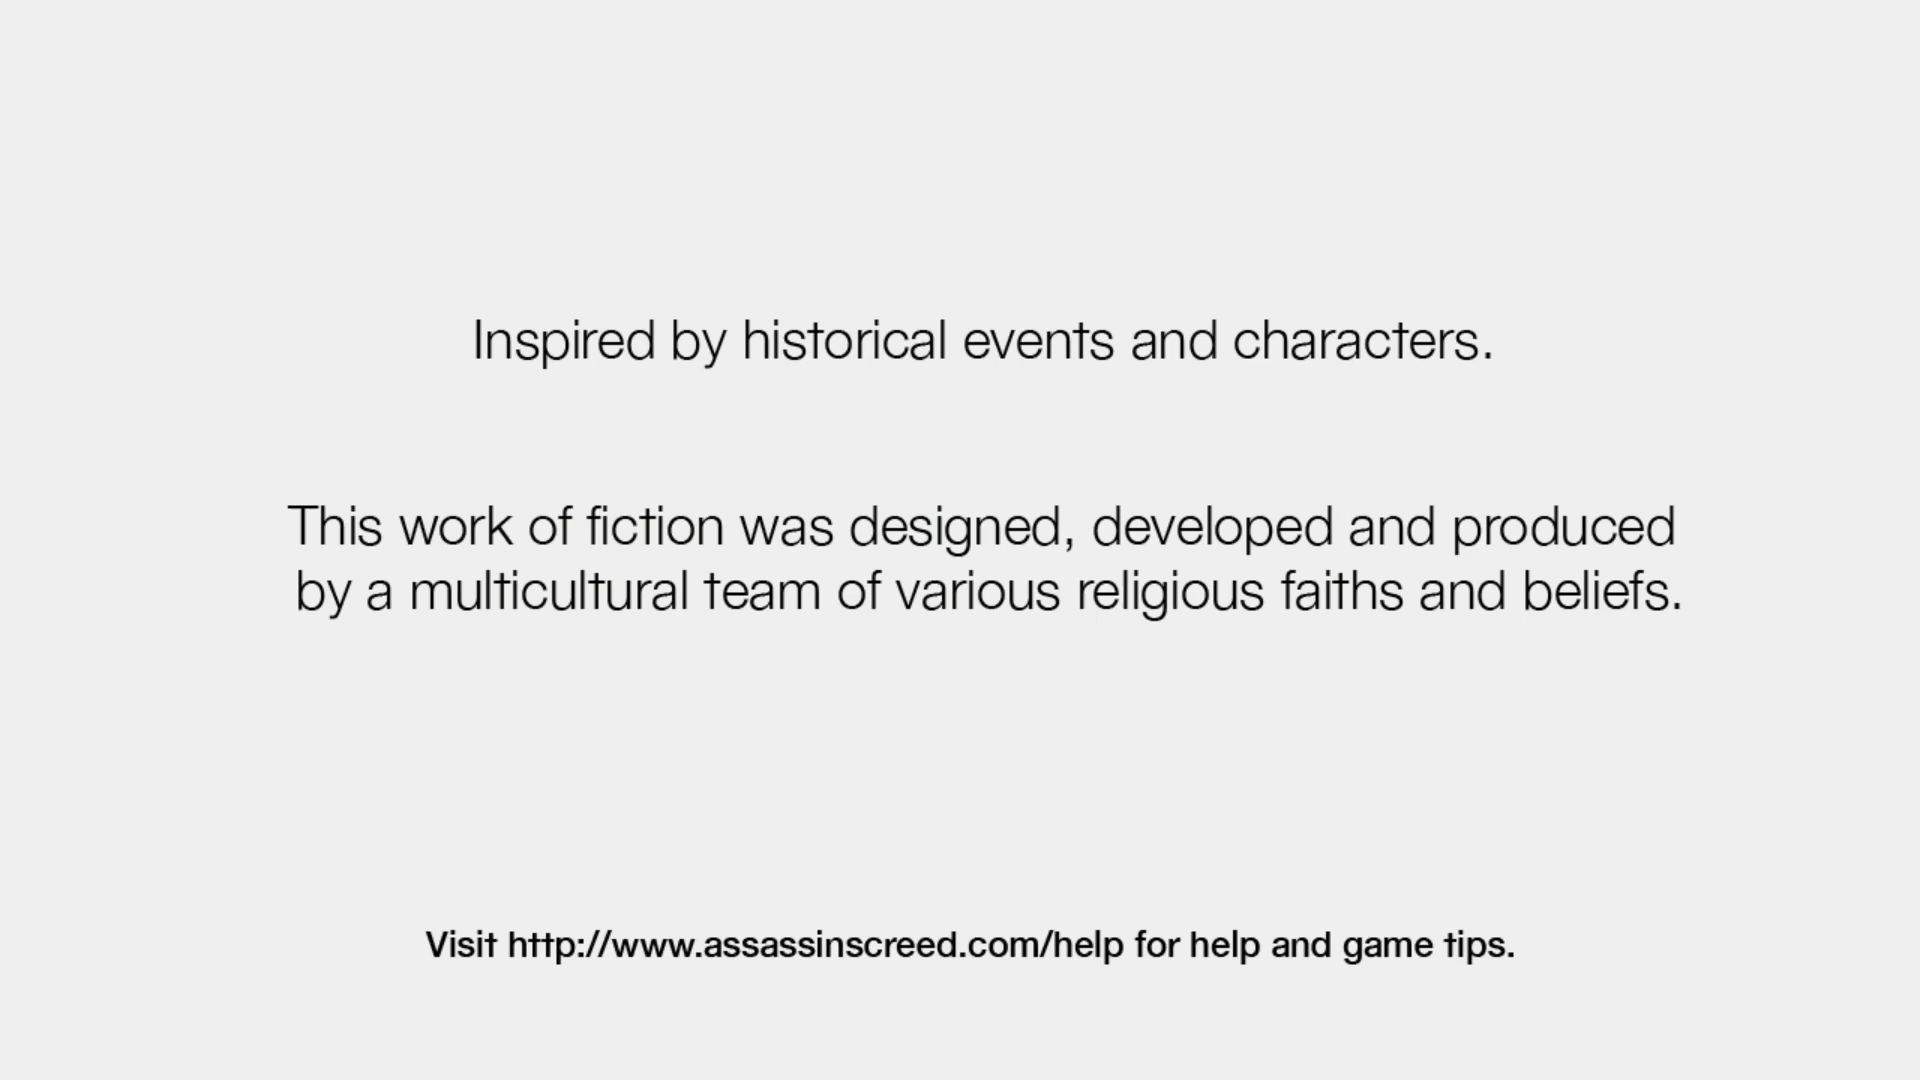 Inspired by historical events and characters.
This work of fiction was designed, developed and produced
by a multicultural team of various religious faiths and beliefs.
Visit http://www.assassinscreed.com/help for help and game tips.